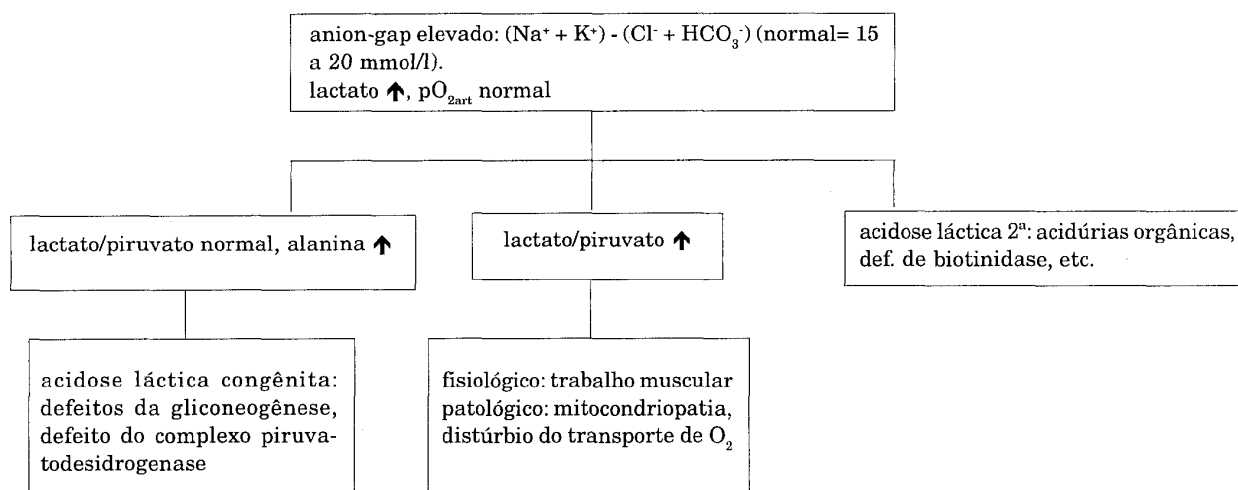 anion-gap elevado: (Na⁺ + K⁺) - (Cl⁻ + HCO₃⁻) (normal= 15
a 20 mmol/l).
lactato ↑, pO₂art normal
lactato/piruvato normal, alanina ↑
lactato/piruvato ↑
acidose láctica 2ª: acidúrias orgânicas,
def. de biotinidase, etc.
acidose láctica congênita:
defeitos da gliconeogênese,
defeito do complexo piruva-
todesidrogenase
fisiológico: trabalho muscular
patológico: mitocondriopatia,
distúrbio do transporte de O₂